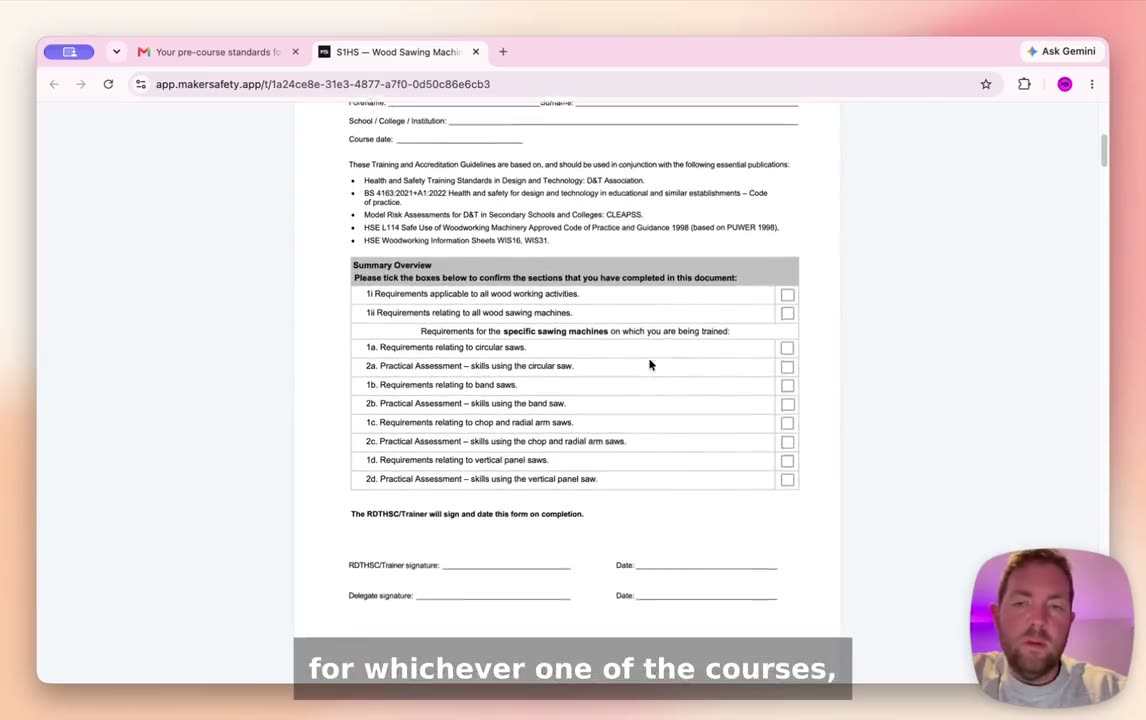 Your pre-course standards fo
S1HS — Wood Sawing Machin
Ask Gemini
app.makersafety.app/t/1a24ce8e-31e3-4877-a7f0-0d50c86e6cb3
Forename: Surname:
School / College / Institution:
Course date:
These Training and Accreditation Guidelines are based on, and should be used in conjunction with the following essential publications:
• Health and Safety Training Standards in Design and Technology: D&T Association.
• BS 4163:2021+A1:2022 Health and safety for design and technology in educational and similar establishments – Code
of practice.
• Model Risk Assessments for D&T in Secondary Schools and Colleges: CLEAPSS.
• HSE L114 Safe Use of Woodworking Machinery Approved Code of Practice and Guidance 1998 (based on PUWER 1998),
• HSE Woodworking Information Sheets WIS16, WIS31.
Summary Overview
Please tick the boxes below to confirm the sections that you have completed in this document:
1i Requirements applicable to all wood working activities.
1ii Requirements relating to all wood sawing machines.
Requirements for the specific sawing machines on which you are being trained:
1a. Requirements relating to circular saws.
2a. Practical Assessment – skills using the circular saw.
1b. Requirements relating to band saws.
2b. Practical Assessment – skills using the band saw.
1c. Requirements relating to chop and radial arm saws.
2c. Practical Assessment – skills using the chop and radial arm saws.
1d. Requirements relating to vertical panel saws.
2d. Practical Assessment – skills using the vertical panel saw.
The RDTHSC/Trainer will sign and date this form on completion.
RDTHSC/Trainer signature: Date:
Delegate signature: Date:
for whichever one of the courses,